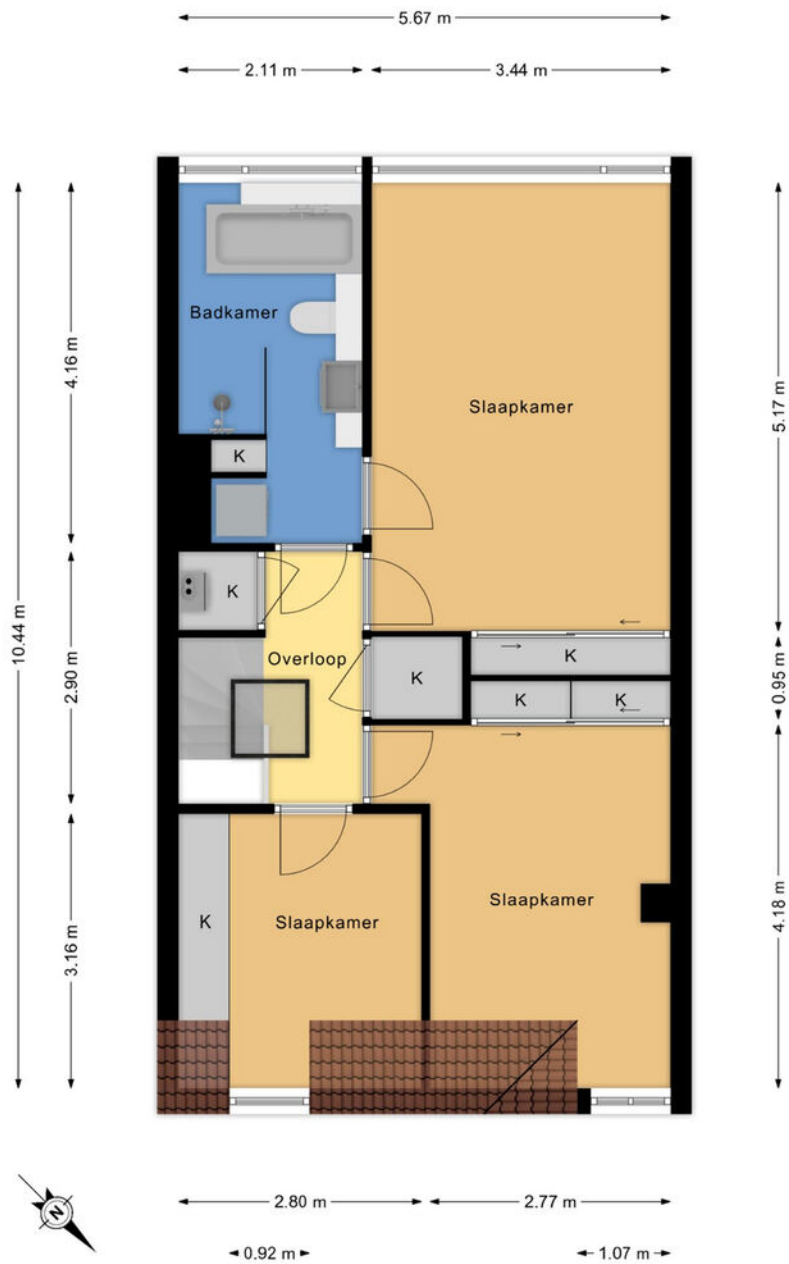 5.67 m
2.11 m
3.44 m
Badkamer
4.16 m
5.17 m
Slaapkamer
K
K
10.44 m
2.90 m
Overloop
K
K
0.95 m
K
K
Slaapkamer
4.18 m
K
Slaapkamer
3.16 m
N
2.80 m
2.77 m
0.92 m
1.07 m